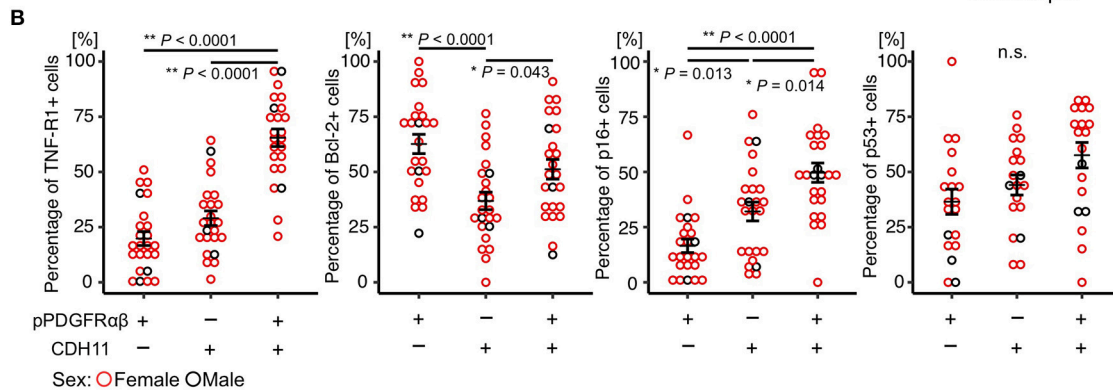 B
[%] [%] [%] [%]
** P < 0.0001 ** P < 0.0001 ** P < 0.0001
** P < 0.0001 * P = 0.043 * P = 0.013 * P = 0.014 n.s.
Percentage of TNF-R1+ cells
100
75
50
25
0
Percentage of Bcl-2+ cells
100
75
50
25
0
Percentage of p16+ cells
100
75
50
25
0
Percentage of p53+ cells
100
75
50
25
0
pPDGFRαβ + − + + − + + − + + − +
CDH11 − + + − + + − + + − + +
Sex: Female Male